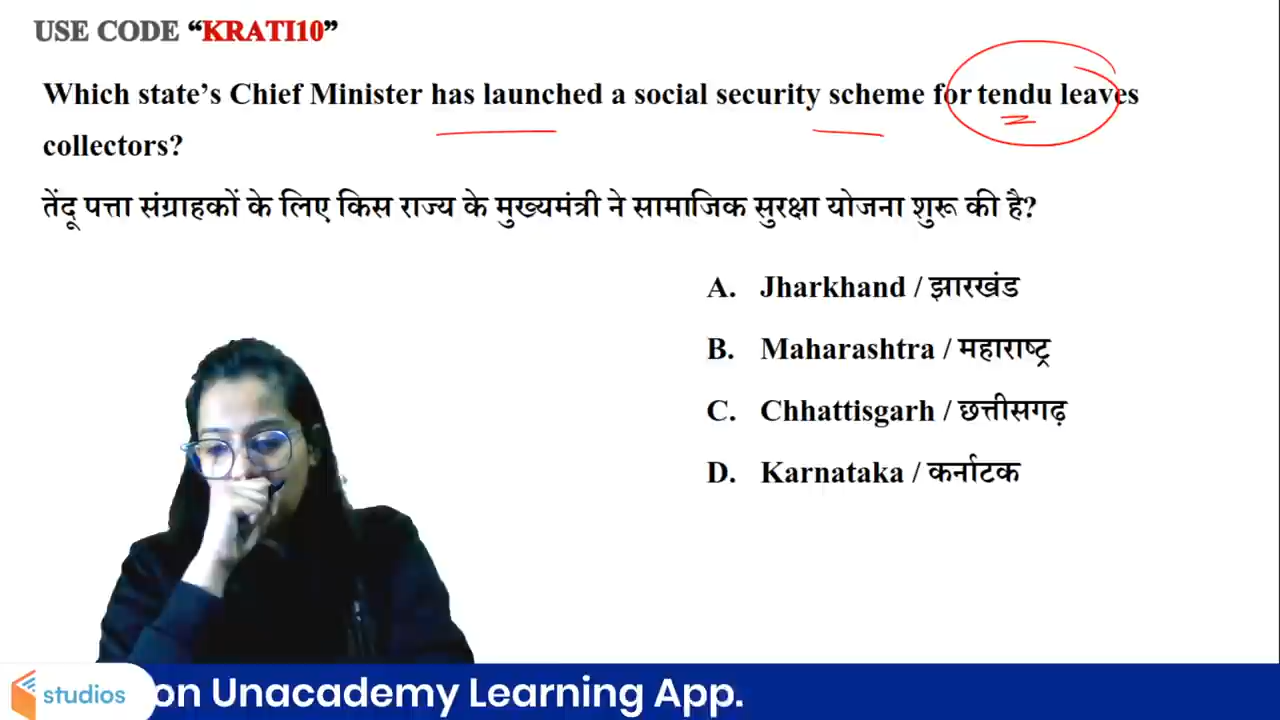 USE CODE “KRATI10”
Which state’s Chief Minister has launched a social security scheme for tendu leaves
collectors?
तेंदू पत्ता संग्राहकों के लिए किस राज्य के मुख्यमंत्री ने सामाजिक सुरक्षा योजना शुरू की है?
A. Jharkhand / झारखंड
B. Maharashtra / महाराष्ट्र
C. Chhattisgarh / छत्तीसगढ़
D. Karnataka / कर्नाटक
studios on Unacademy Learning App.